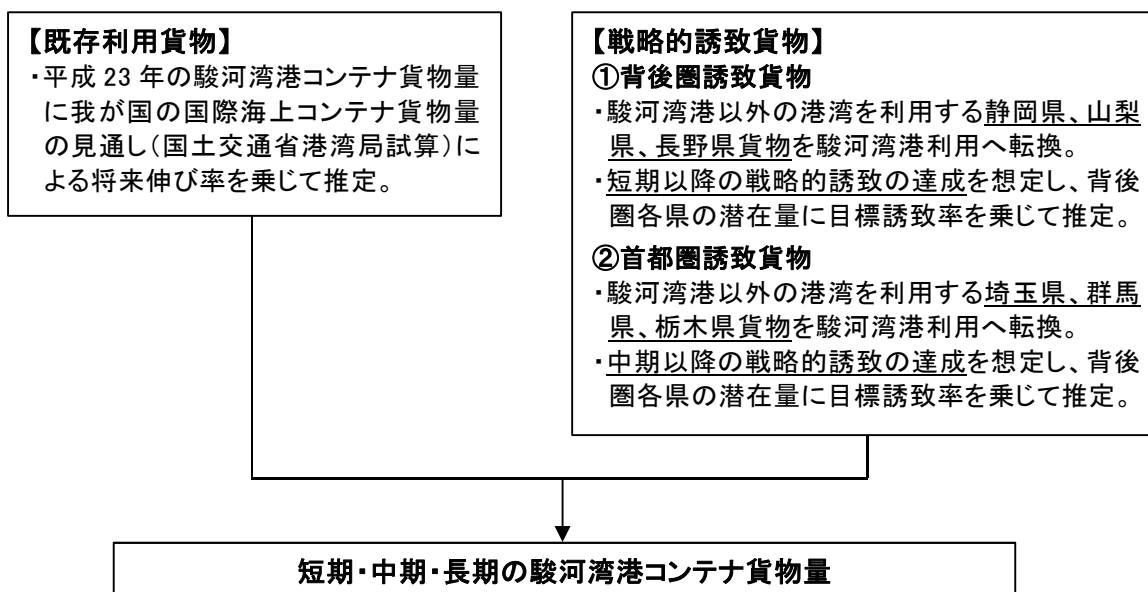 【既存利用貨物】
・平成 23 年の駿河湾港コンテナ貨物量
に我が国の国際海上コンテナ貨物量
の見通し(国土交通省港湾局試算)に
よる将来伸び率を乗じて推定。
【戦略的誘致貨物】
①背後圏誘致貨物
・駿河湾港以外の港湾を利用する静岡県、山梨
県、長野県貨物を駿河湾港利用へ転換。
・短期以降の戦略的誘致の達成を想定し、背後
圏各県の潜在量に目標誘致率を乗じて推定。
②首都圏誘致貨物
・駿河湾港以外の港湾を利用する埼玉県、群馬
県、栃木県貨物を駿河湾港利用へ転換。
・中期以降の戦略的誘致の達成を想定し、背後
圏各県の潜在量に目標誘致率を乗じて推定。
短期・中期・長期の駿河湾港コンテナ貨物量